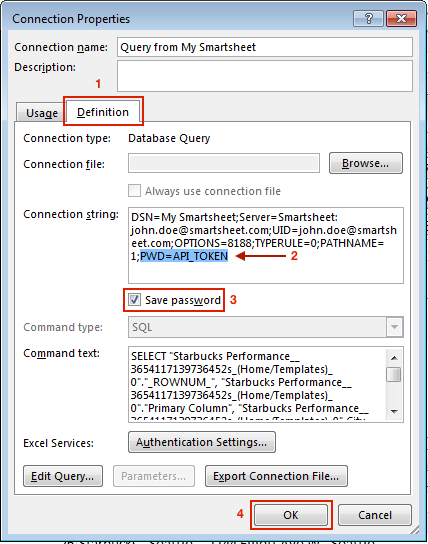 Connection Properties
Connection name: Query from My Smartsheet
Description:
1
Usage Definition
Connection type: Database Query
Connection file: Browse...
Always use connection file
Connection string: DSN=My Smartsheet;Server=Smartsheet:
john.doe@smartsheet.com;UID=john.doe@smartsh
eet.com;OPTIONS=8188;TYPERULE=0;PATHNAME=
1;PWD=API_TOKEN 2
Save password 3
Command type: SQL
Command text: SELECT "Starbucks Performance__
3654117139736452s_(Home/Templates)_
0"."_ROWNUM_", "Starbucks Performance__
3654117139736452s_(Home/Templates)_
0"."Primary Column", "Starbucks Performance__
3654117139736452s_(Home/Templates)_0".City
Excel Services: Authentication Settings...
Edit Query... Parameters... Export Connection File...
4 OK Cancel